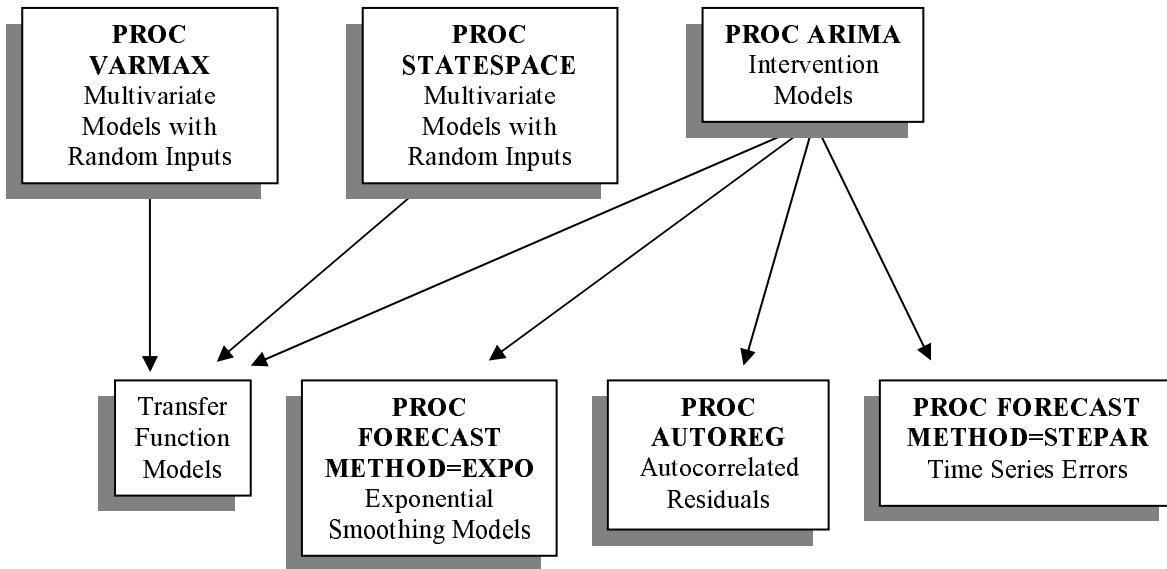 PROC
VARMAX
Multivariate
Models with
Random Inputs
PROC
STATESPACE
Multivariate
Models with
Random Inputs
PROC ARIMA
Intervention
Models
Transfer
Function
Models
PROC
FORECAST
METHOD=EXPO
Exponential
Smoothing Models
PROC
AUTOREG
Autocorrelated
Residuals
PROC FORECAST
METHOD=STEPAR
Time Series Errors